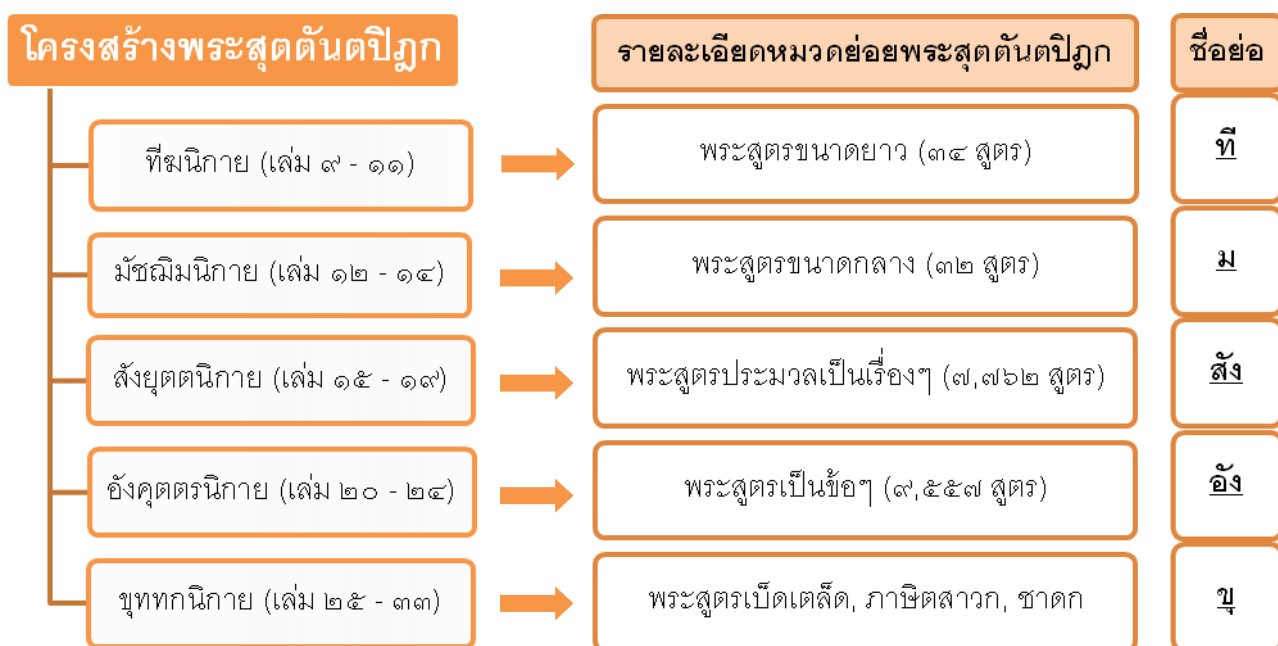 โครงสร้างพระสุตตันตปิฎก
รายละเอียดหมวดย่อยพระสุตตันตปิฎก
ชื่อย่อ
ทีฆนิกาย (เล่ม ๙ - ๑๑)
พระสูตรขนาดยาว (๓๔ สูตร)
ที
มัชฌิมนิกาย (เล่ม ๑๒ - ๑๔)
พระสูตรขนาดกลาง (๓๒ สูตร)
ม
สังยุตตนิกาย (เล่ม ๑๕ - ๑๙)
พระสูตรประมวลเป็นเรื่องๆ (๗,๗๖๒ สูตร)
สัง
อังคุตตรนิกาย (เล่ม ๒๐ - ๒๔)
พระสูตรเป็นข้อๆ (๙,๕๕๗ สูตร)
อัง
ขุททกนิกาย (เล่ม ๒๕ - ๓๓)
พระสูตรเบ็ดเตล็ด, ภาษิตสาวก, ชาดก
ขุ